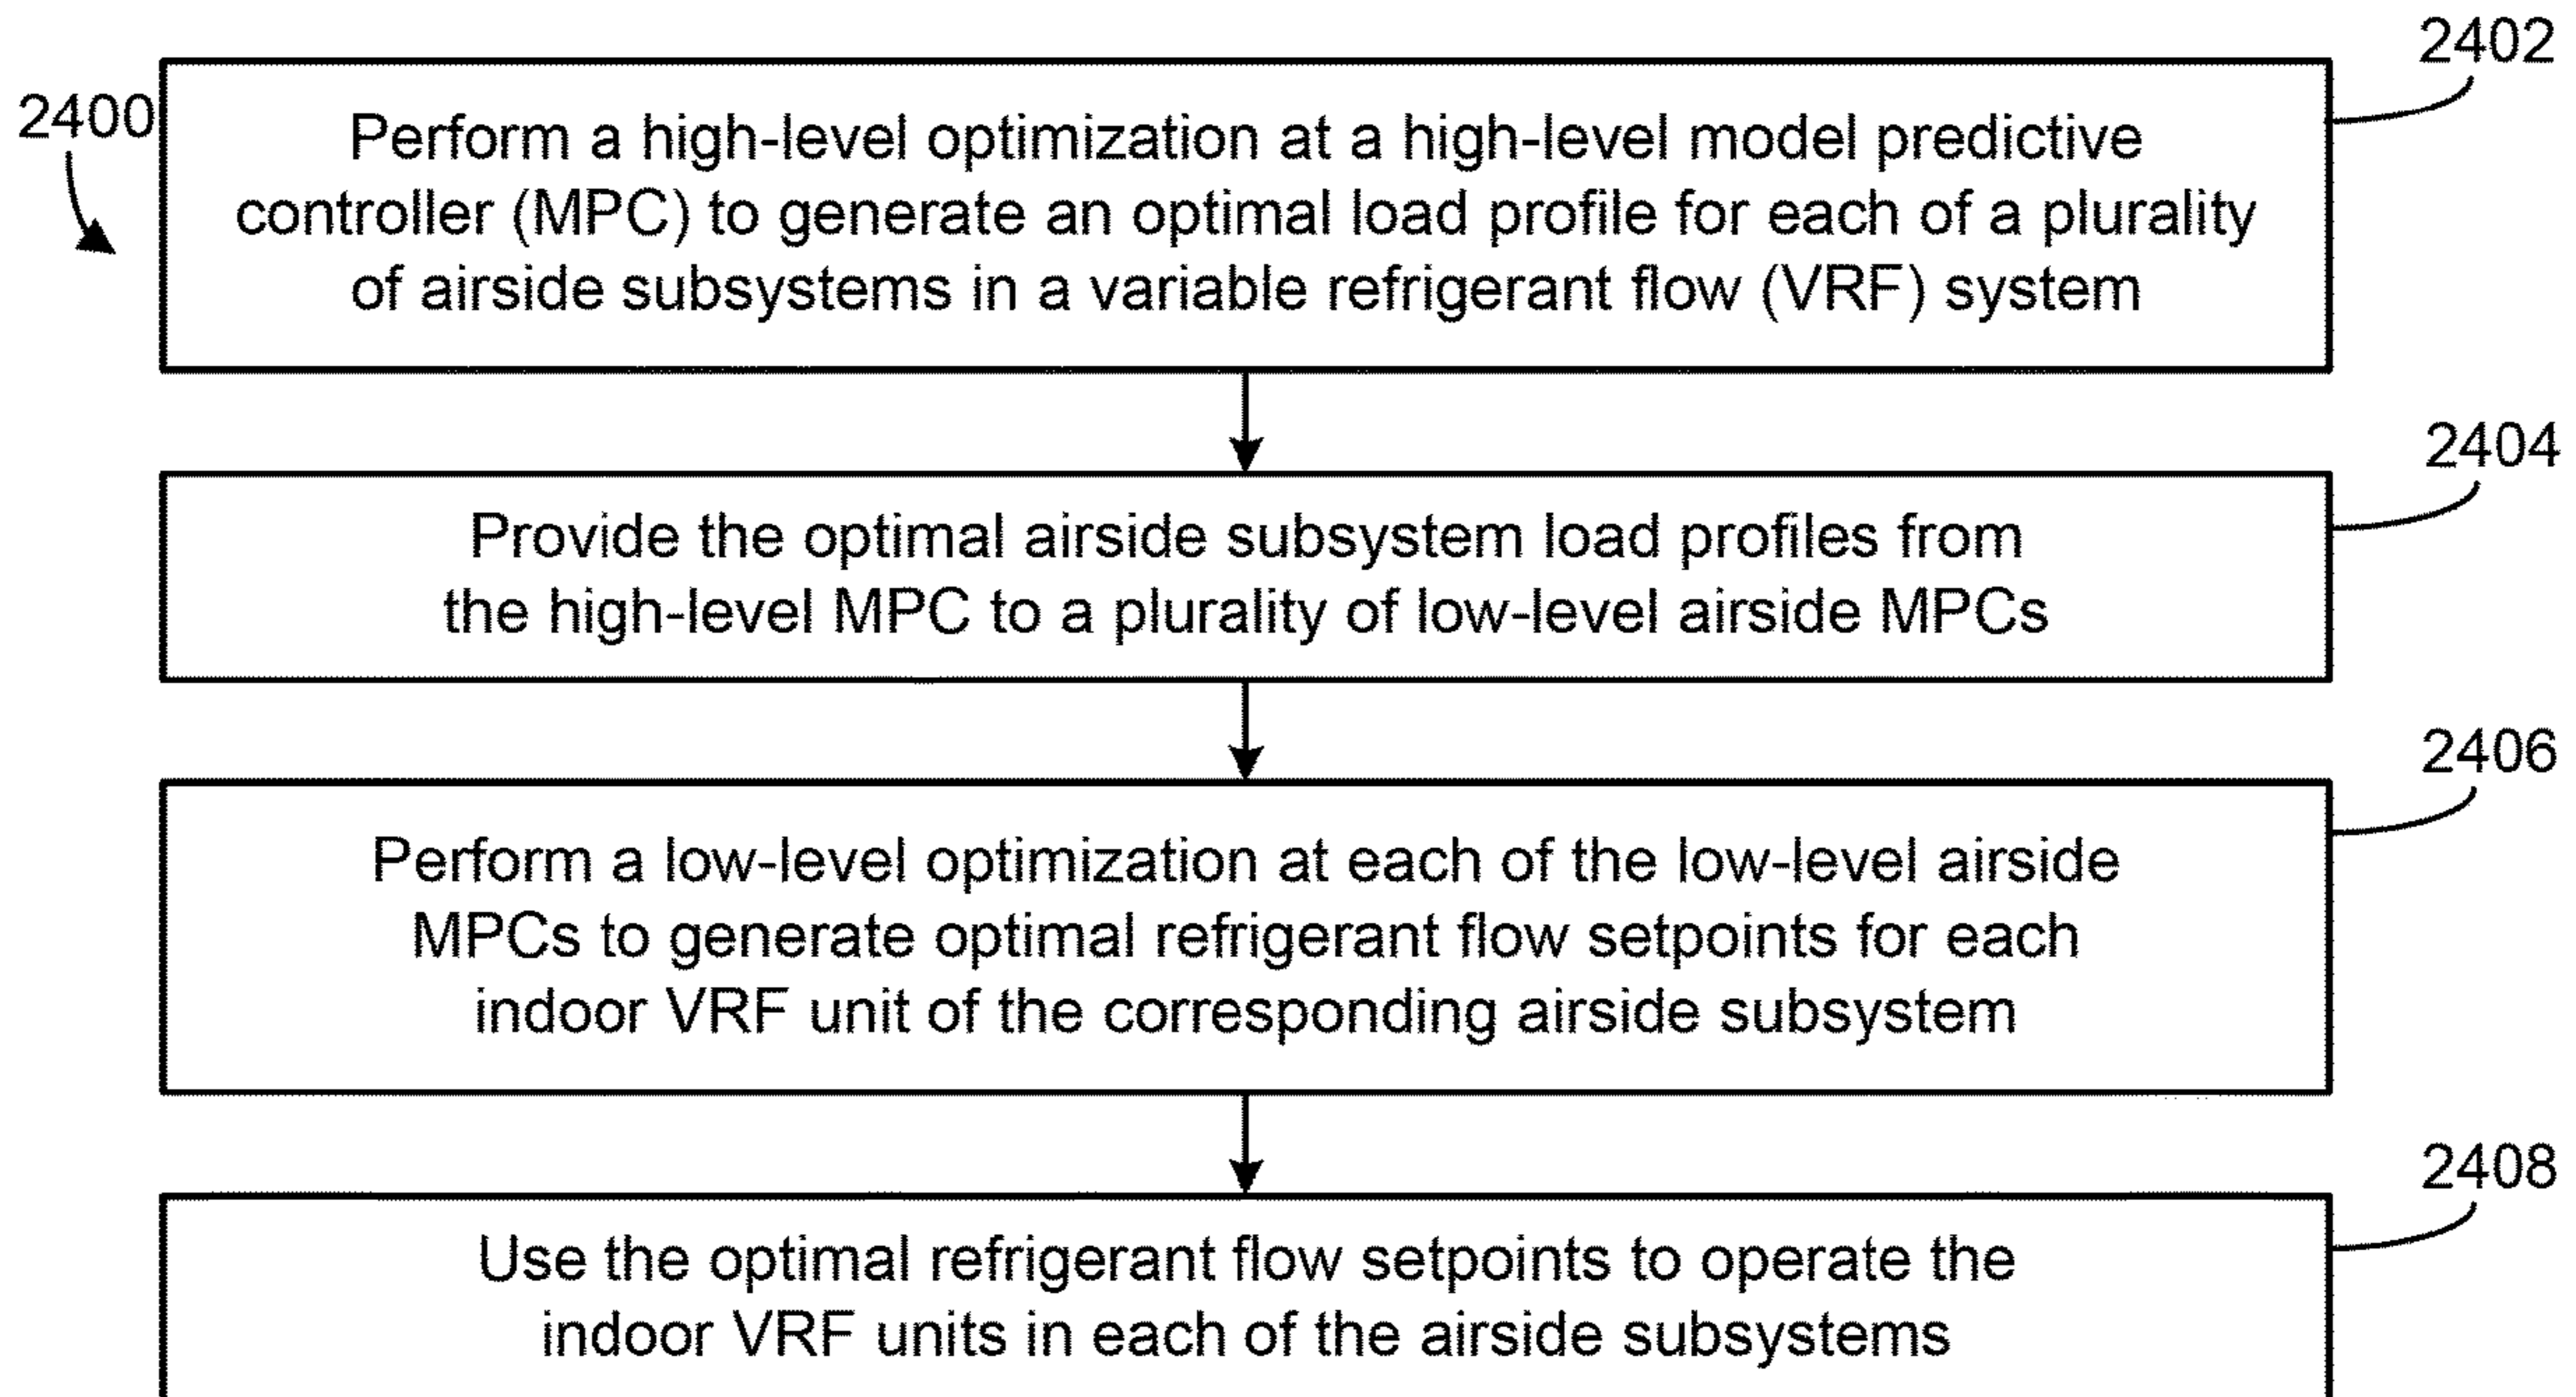 2400
2402
Perform a high-level optimization at a high-level model predictive
controller (MPC) to generate an optimal load profile for each of a plurality
of airside subsystems in a variable refrigerant flow (VRF) system
2404
Provide the optimal airside subsystem load profiles from
the high-level MPC to a plurality of low-level airside MPCs
2406
Perform a low-level optimization at each of the low-level airside
MPCs to generate optimal refrigerant flow setpoints for each
indoor VRF unit of the corresponding airside subsystem
2408
Use the optimal refrigerant flow setpoints to operate the
indoor VRF units in each of the airside subsystems